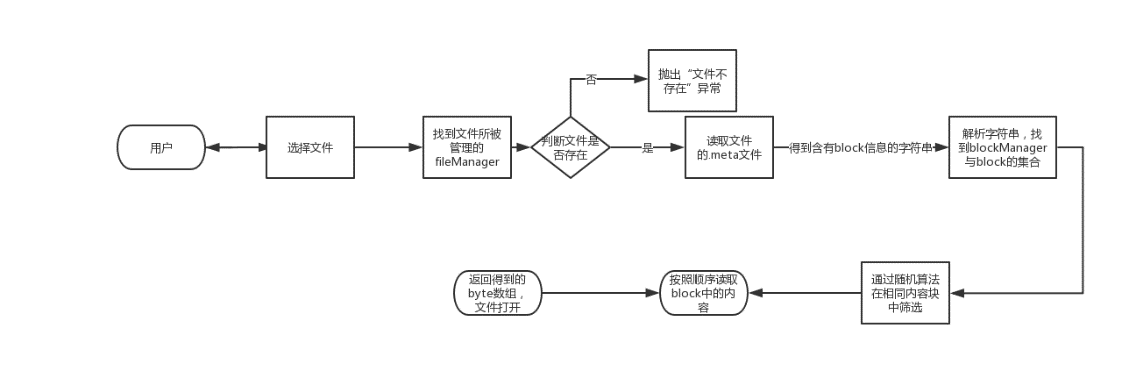 用户
选择文件
找到文件所被
管理的
fileManager
判断文件是
否存在
否
抛出“文件不
存在”异常
是
读取文件
的.meta文件
得到含有block信息的字符串
解析字符串，找
到blockManager
与block的集合
通过随机算法
在相同内容块
中筛选
按照顺序读取
block中的内
容
返回得到的
byte数组，
文件打开